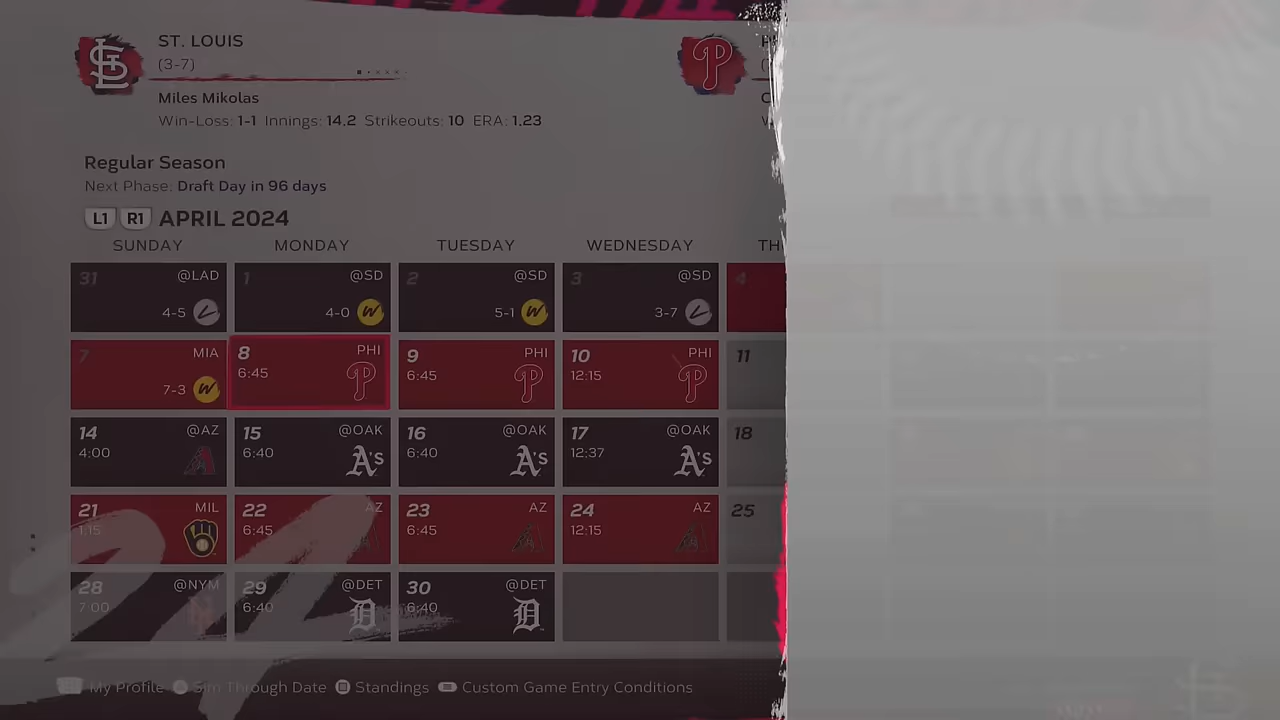 ST. LOUIS
(3-7)
Miles Mikolas
Win-Loss: 1-1 Innings: 14.2 Strikeouts: 10 ERA: 1.23
Regular Season
Next Phase: Draft Day in 96 days
L1 R1 APRIL 2024
SUNDAY MONDAY TUESDAY WEDNESDAY TH
31 @LAD 1 @SD 2 @SD 3 @SD 4
4-5 L 4-0 W 5-1 W 3-7 L
7 MIA 8 PHI 9 PHI 10 PHI 11
7-3 W 6:45 P 6:45 P 12:15 P
14 @AZ 15 @OAK 16 @OAK 17 @OAK 18
4:00 A 6:40 A's 6:40 A's 12:37 A's
21 MIL 22 AZ 23 AZ 24 AZ 25
1:15 6:45 6:45 12:15
28 @NYM 29 @DET 30 @DET
7:00 6:40 D 6:40 D
My Profile Sim Through Date Standings Custom Game Entry Conditions